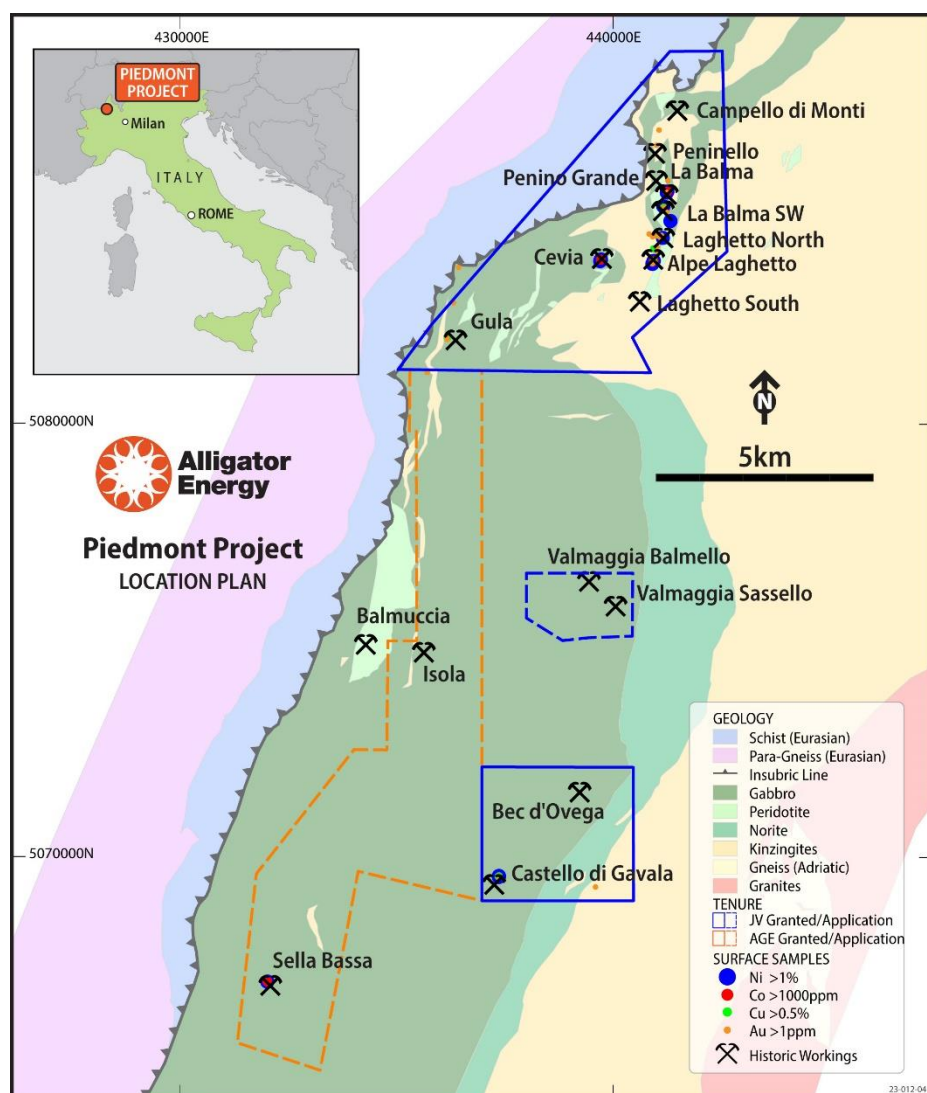 430000E
440000E
PIEDMONT
PROJECT
Milan
ITALY
ROME
Campello di Monti
Peninello
La Balma
Penino Grande
La Balma SW
Laghetto North
Cevia
Alpe Laghetto
Laghetto South
Gula
N
5080000N
5km
Alligator
Energy
Piedmont Project
LOCATION PLAN
Valmaggia Balmello
Valmaggia Sassello
Balmuccia
Isola
Bec d'Ovega
5070000N
Castello di Gavala
Sella Bassa
GEOLOGY
Schist (Eurasian)
Para-Gneiss (Eurasian)
Insubric Line
Gabbro
Peridotite
Norite
Kinzingites
Gneiss (Adriatic)
Granites
TENURE
JV Granted/Application
AGE Granted/Application
SURFACE SAMPLES
Ni >1%
Co >1000ppm
Cu >0.5%
Au >1ppm
Historic Workings
23-012-04